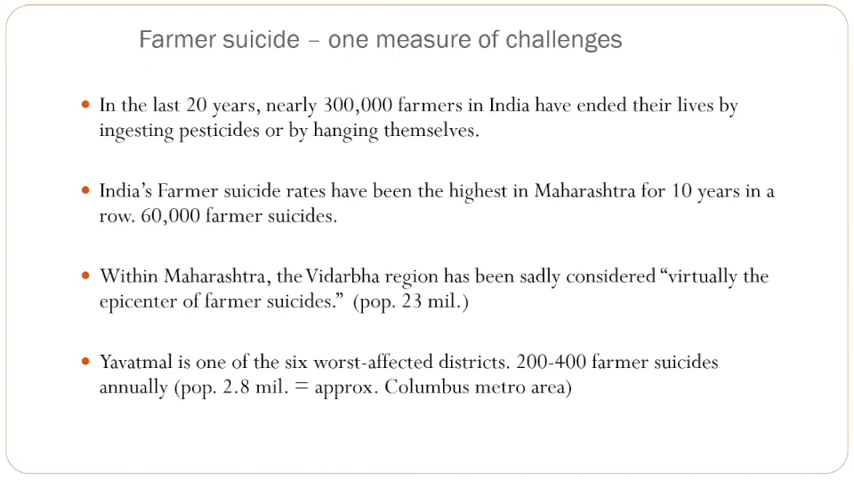 Farmer suicide – one measure of challenges
• In the last 20 years, nearly 300,000 farmers in India have ended their lives by
ingesting pesticides or by hanging themselves.
• India’s Farmer suicide rates have been the highest in Maharashtra for 10 years in a
row. 60,000 farmer suicides.
• Within Maharashtra, the Vidarbha region has been sadly considered “virtually the
epicenter of farmer suicides.” (pop. 23 mil.)
• Yavatmal is one of the six worst-affected districts. 200-400 farmer suicides
annually (pop. 2.8 mil. = approx. Columbus metro area)